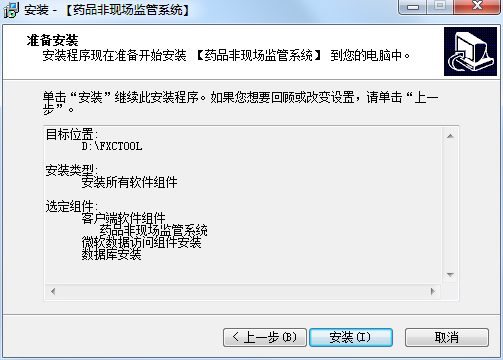 安装 - 【药品非现场监管系统】
准备安装
安装程序现在准备开始安装 【药品非现场监管系统】 到您的电脑中。
单击“安装”继续此安装程序。如果您想要回顾或改变设置，请单击“上一
步”。
目标位置:
D:\FXCTOOL
安装类型:
安装所有软件组件
选定组件:
客户端软件组件
药品非现场监管系统
微软数据访问组件安装
数据库安装
< 上一步(B)
安装(I)
取消